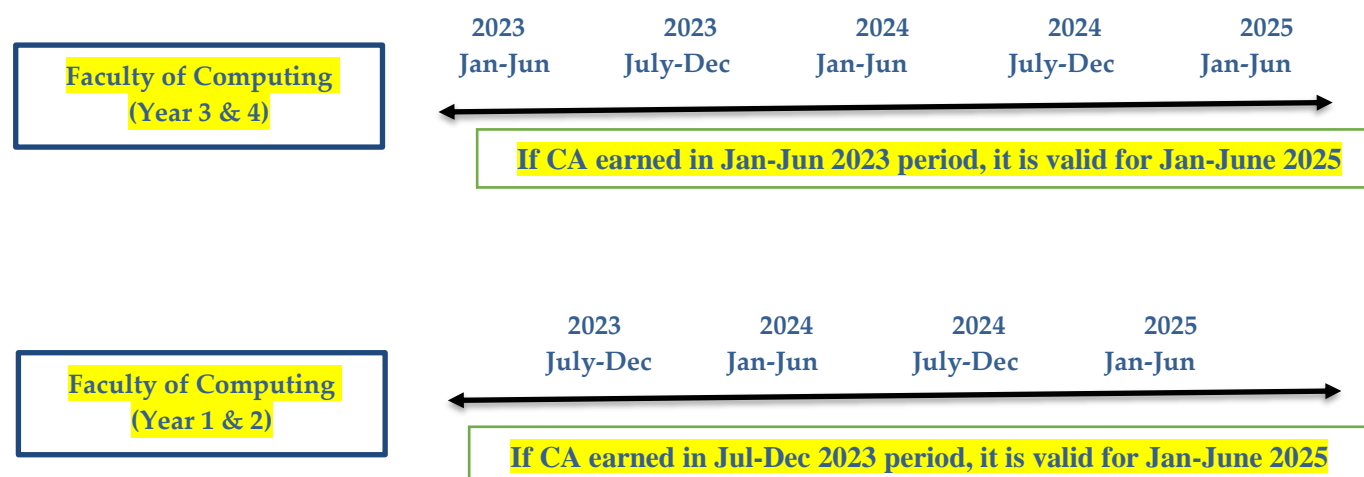 2023 2023 2024 2024 2025
Jan-Jun July-Dec Jan-Jun July-Dec Jan-Jun
Faculty of Computing
(Year 3 & 4)
If CA earned in Jan-Jun 2023 period, it is valid for Jan-June 2025
2023 2024 2024 2025
July-Dec Jan-Jun July-Dec Jan-Jun
Faculty of Computing
(Year 1 & 2)
If CA earned in Jul-Dec 2023 period, it is valid for Jan-June 2025